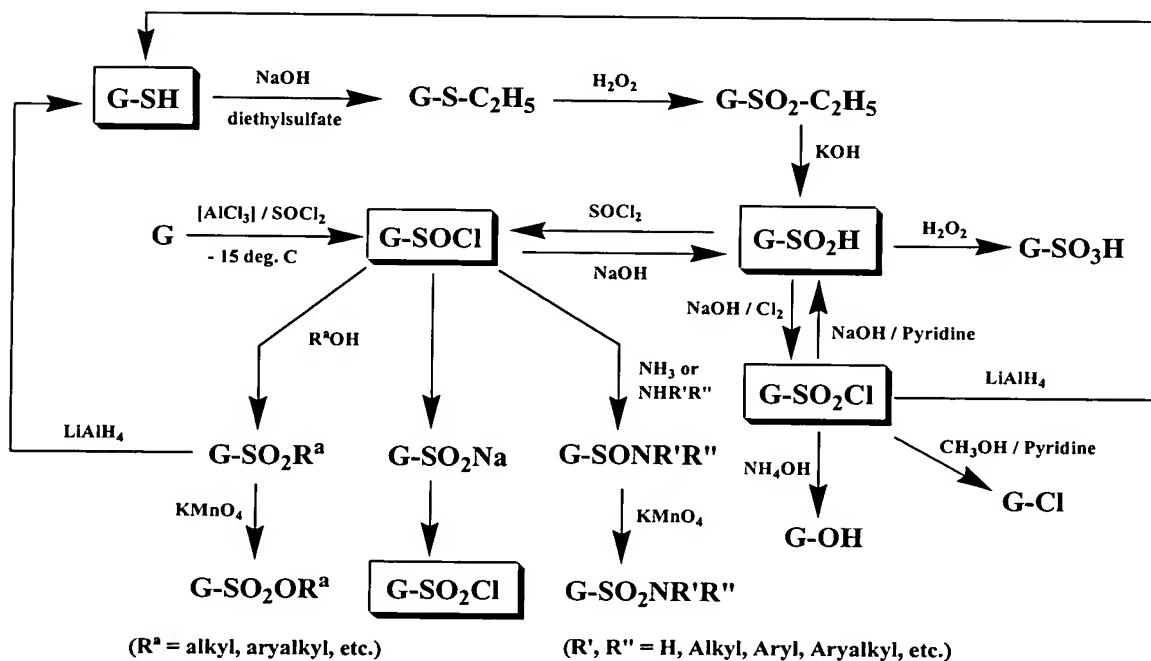 G-SH
NaOH
diethylsulfate
G-S-C₂H₅
H₂O₂
G-SO₂-C₂H₅
KOH
G
[AlCl₃] / SOCl₂
- 15 deg. C
G-SOCl
SOCl₂
NaOH
G-SO₂H
H₂O₂
G-SO₃H
NaOH / Cl₂
NaOH / Pyridine
RᵃOH
NH₃ or
NHR'R"
G-SO₂Cl
LiAlH₄
LiAlH₄
G-SO₂Rᵃ
G-SO₂Na
G-SONR'R"
NH₄OH
CH₃OH / Pyridine
G-Cl
KMnO₄
KMnO₄
G-OH
G-SO₂ORᵃ
G-SO₂Cl
G-SO₂NR'R"
(Rᵃ = alkyl, aryalkyl, etc.)
(R', R" = H, Alkyl, Aryl, Aryalkyl, etc.)